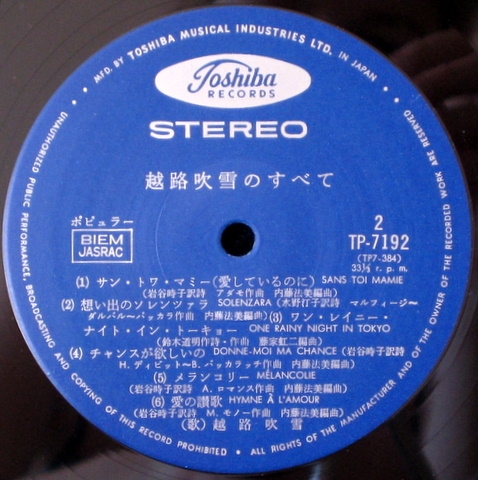 MFD. BY TOSHIBA MUSICAL INDUSTRIES LTD. IN JAPAN
ALL RIGHTS OF THE MANUFACTURER AND OF THE OWNER OF THE RECORDED WORK ARE RESERVED
UNAUTHORIZED PUBLIC PERFORMANCE, BROADCASTING AND COPYING OF THIS RECORD PROHIBITED
Toshiba
RECORDS
STEREO
越路吹雪のすべて
ポピュラー
BIEM
JASRAC
2
TP-7192
(TP7-384)
33⅓ r. p. m.
(1) サン・トワ・マミー(愛しているのに) SANS TOI MAMIE
(岩谷時子訳詩 アダモ作曲 内藤法美編曲)
(2) 想い出のソレンツァラ SOLENZARA (水野汀子訳詩 マルフィージ〜
ダルバルーバッカラ作曲 内藤法美編曲) (3) ワン・レイニー・
ナイト・イン・トーキョー ONE RAINY NIGHT IN TOKYO
(鈴木道明作詩・作曲 藤家虹二編曲)
(4) チャンスが欲しいの DONNE-MOI MA CHANCE (岩谷時子訳詩
H. デイビットーB. バッカラッチ作曲 内藤法美編曲)
(5) メランコリー MÉLANCOLIE
(岩谷時子訳詩 A. ロマンス作曲 内藤法美編曲)
(6) 愛の讃歌 HYMNE À L'AMOUR
(岩谷時子訳詩 M. モノー作曲 内藤法美編曲)
(歌) 越路吹雪